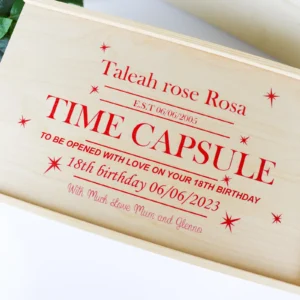 Taleah rose Rosa
E.S.T 06/06/2005
TIME CAPSULE
TO BE OPENED WITH LOVE ON YOUR 18TH BIRTHDAY
18th birthday 06/06/2023
With Much Love Mum and